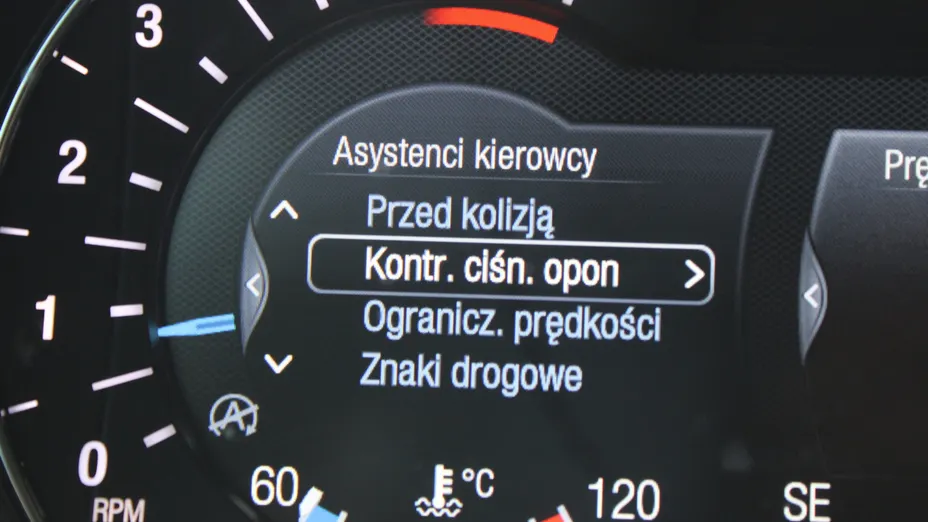 3
2
1
0
RPM
Asystenci kierowcy
Przed kolizją
Kontr. ciśn. opon
Ogranicz. prędkości
Znaki drogowe
A
60
°C
120
SE